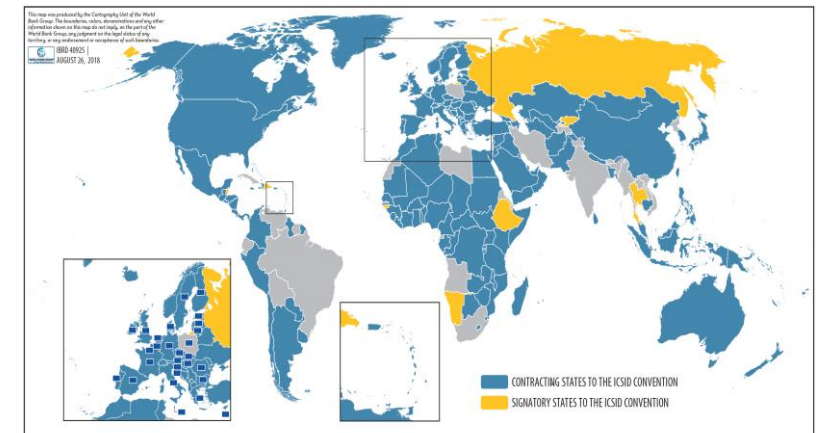 This map was produced by the Cartography Unit of the World
Bank Group. The boundaries, colors, denominations and any other
information shown on this map do not imply, on the part of the
World Bank Group, any judgment on the legal status of any
territory, or any endorsement or acceptance of such boundaries.
IBRD 40925 |
AUGUST 26, 2018
CONTRACTING STATES TO THE ICSID CONVENTION
SIGNATORY STATES TO THE ICSID CONVENTION